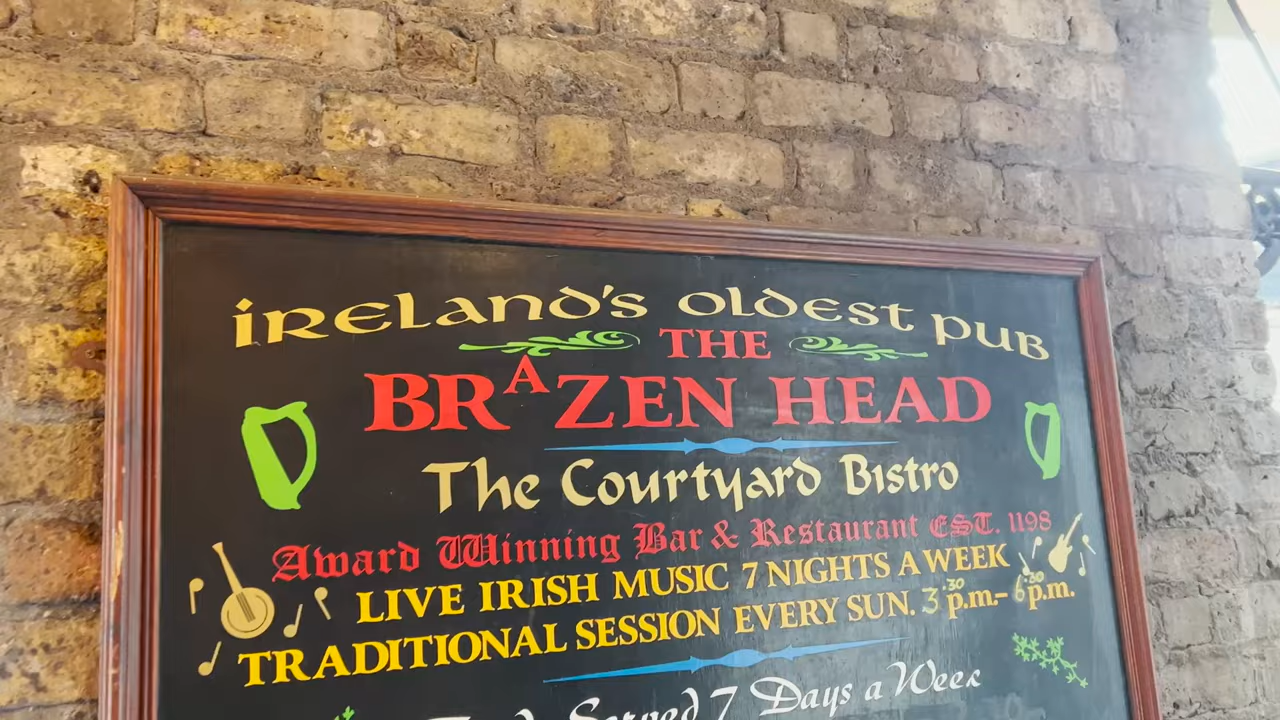 IRELAND'S OLDEST PUB
THE
BRAZEN HEAD
The Courtyard Bistro
Award Winning Bar & Restaurant EST. 1198
LIVE IRISH MUSIC 7 NIGHTS A WEEK
TRADITIONAL SESSION EVERY SUN. 3.30 p.m. - 6.30 p.m.
Served 7 Days a Week